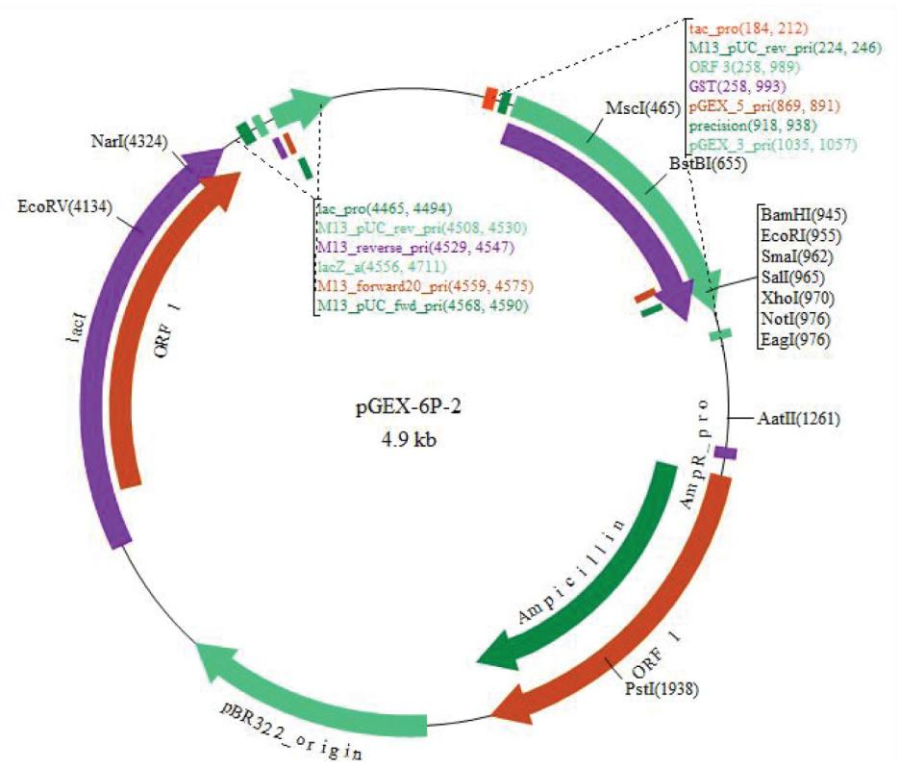 tac_pro(184, 212)
M13_pUC_rev_pri(224, 246)
ORF 3(258, 989)
GST(258, 993)
pGEX_5_pri(869, 891)
precision(918, 938)
pGEX_3_pri(1035, 1057)
MscI(465)
BstBI(655)
NarI(4324)
EcoRV(4134)
lac_pro(4465, 4494)
M13_pUC_rev_pri(4508, 4530)
M13_reverse_pri(4529, 4547)
lacZ_a(4556, 4711)
M13_forward20_pri(4559, 4575)
M13_pUC_fwd_pri(4568, 4590)
BamHI(945)
EcoRI(955)
SmaI(962)
SalI(965)
XhoI(970)
NotI(976)
EagI(976)
lacI
ORF 1
pGEX-6P-2
4.9 kb
AatII(1261)
AmpR_pro
Ampicillin
ORF 1
PstI(1938)
pBR322_origin